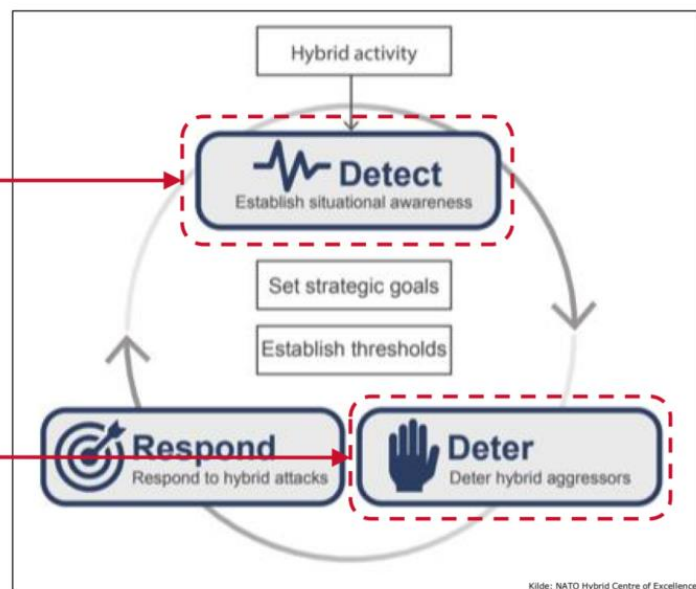 Hybrid activity
Detect
Establish situational awareness
Set strategic goals
Establish thresholds
Respond
Respond to hybrid attacks
Deter
Deter hybrid aggressors
Kilde: NATO Hybrid Centre of Excellence